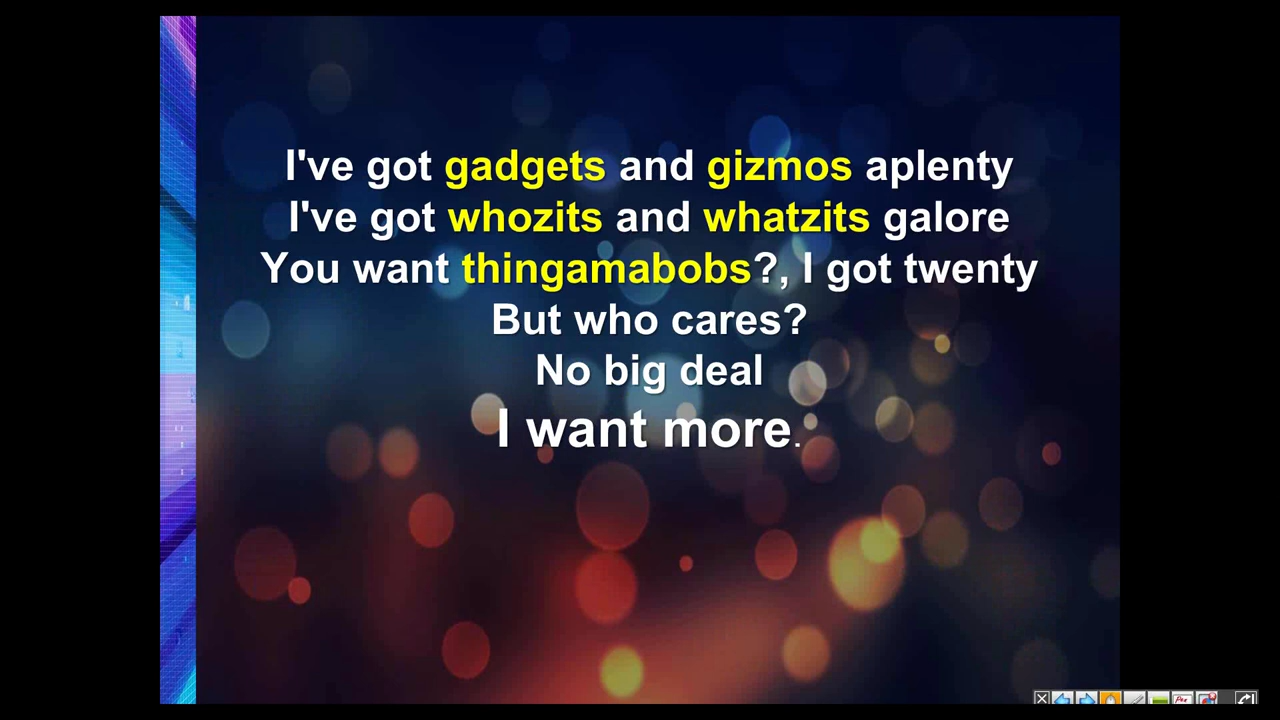 I've got gadgets and gizmos aplenty
I've got whozits and whatzits galore
You want thingamabobs?, I got twenty
But who cares?
No big deal
I want more.